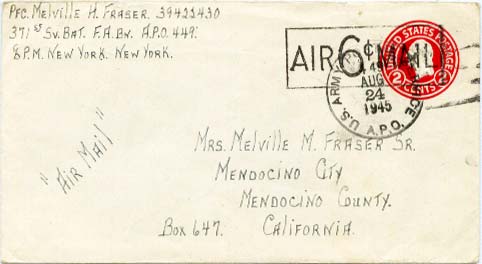 PFC. MELVILLE H. FRASER. 39421430
371ST SV. BAT. F.A. BN. A.P.O. 449.
% P.M. NEW YORK. NEW YORK.
AIR 6¢ MAIL
UNITED STATES POSTAGE
2 CENTS 2
U.S. ARMY
AUG
24
1945
A.P.O.
"AIR MAIL"
MRS. MELVILLE M. FRASER SR.
MENDOCINO CITY
MENDOCINO COUNTY.
BOX 647. CALIFORNIA.